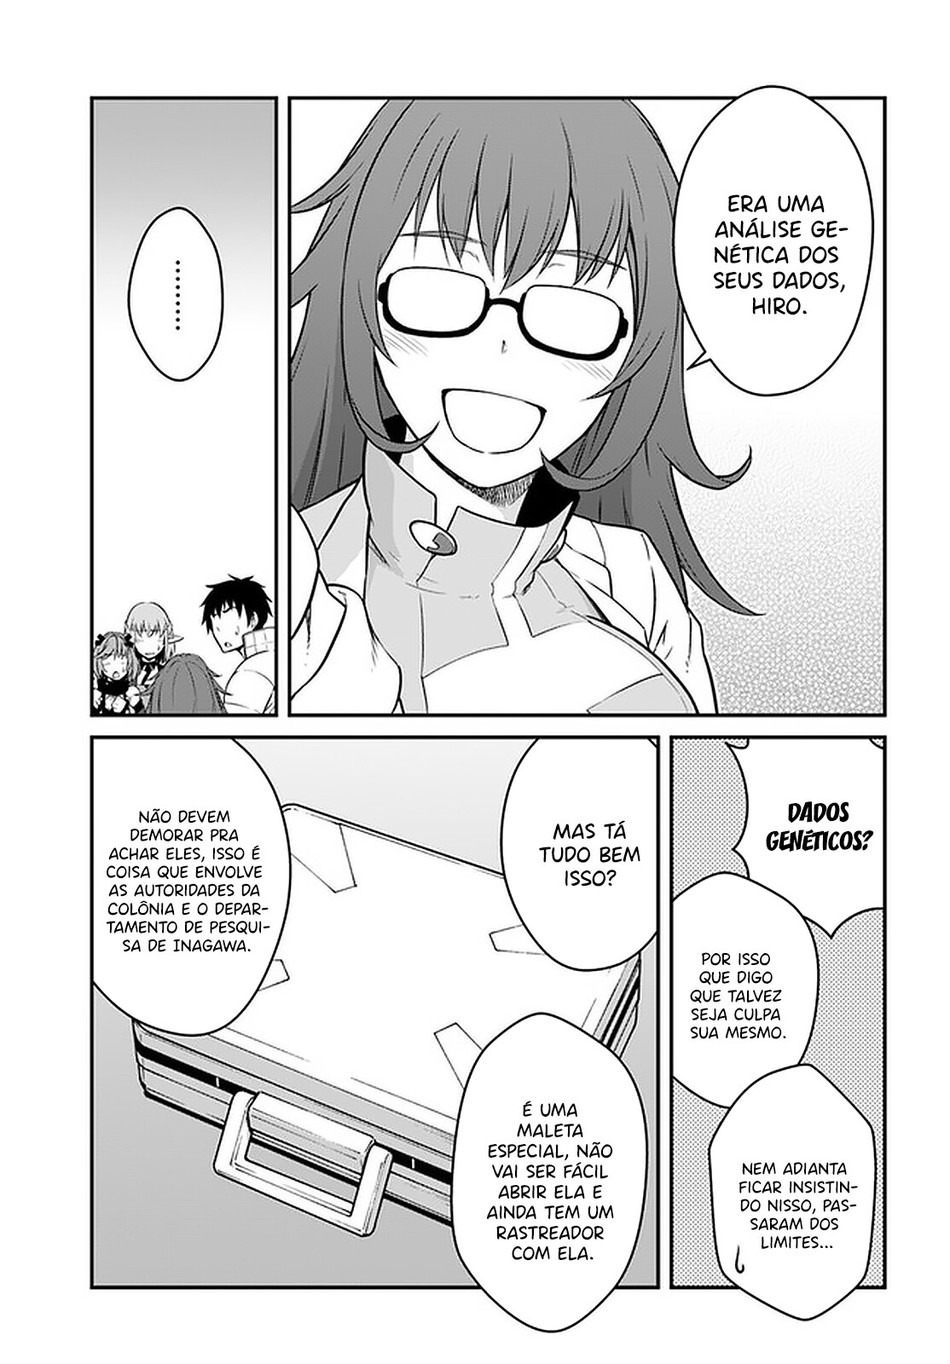 ERA UMA
ANÁLISE GE-
NÉTICA DOS
SEUS DADOS,
HIRO.
.........
DADOS
GENÉTICOS?
POR ISSO
QUE DIGO
QUE TALVEZ
SEJA CULPA
SUA MESMO.
NEM ADIANTA
FICAR INSISTIN-
DO NISSO, PAS-
SARAM DOS
LIMITES...
MAS TÁ
TUDO BEM
ISSO?
É UMA
MALETA
ESPECIAL, NÃO
VAI SER FÁCIL
ABRIR ELA E
AINDA TEM UM
RASTREADOR
COM ELA.
NÃO DEVEM
DEMORAR PRA
ACHAR ELES, ISSO É
COISA QUE ENVOLVE
AS AUTORIDADES DA
COLÔNIA E O DEPAR-
TAMENTO DE PESQUI-
SA DE INAGAWA.